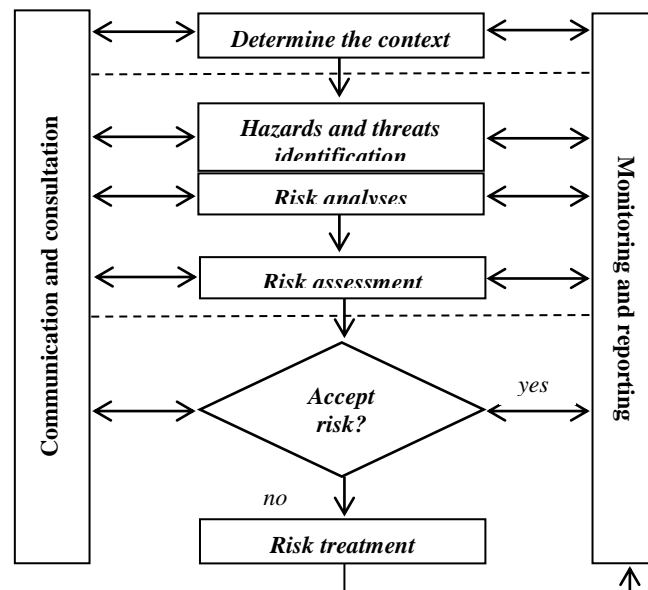 Communication and consultation
Determine the context
Hazards and threats
identification
Risk analyses
Risk assessment
Accept
risk?
yes
no
Risk treatment
Monitoring and reporting